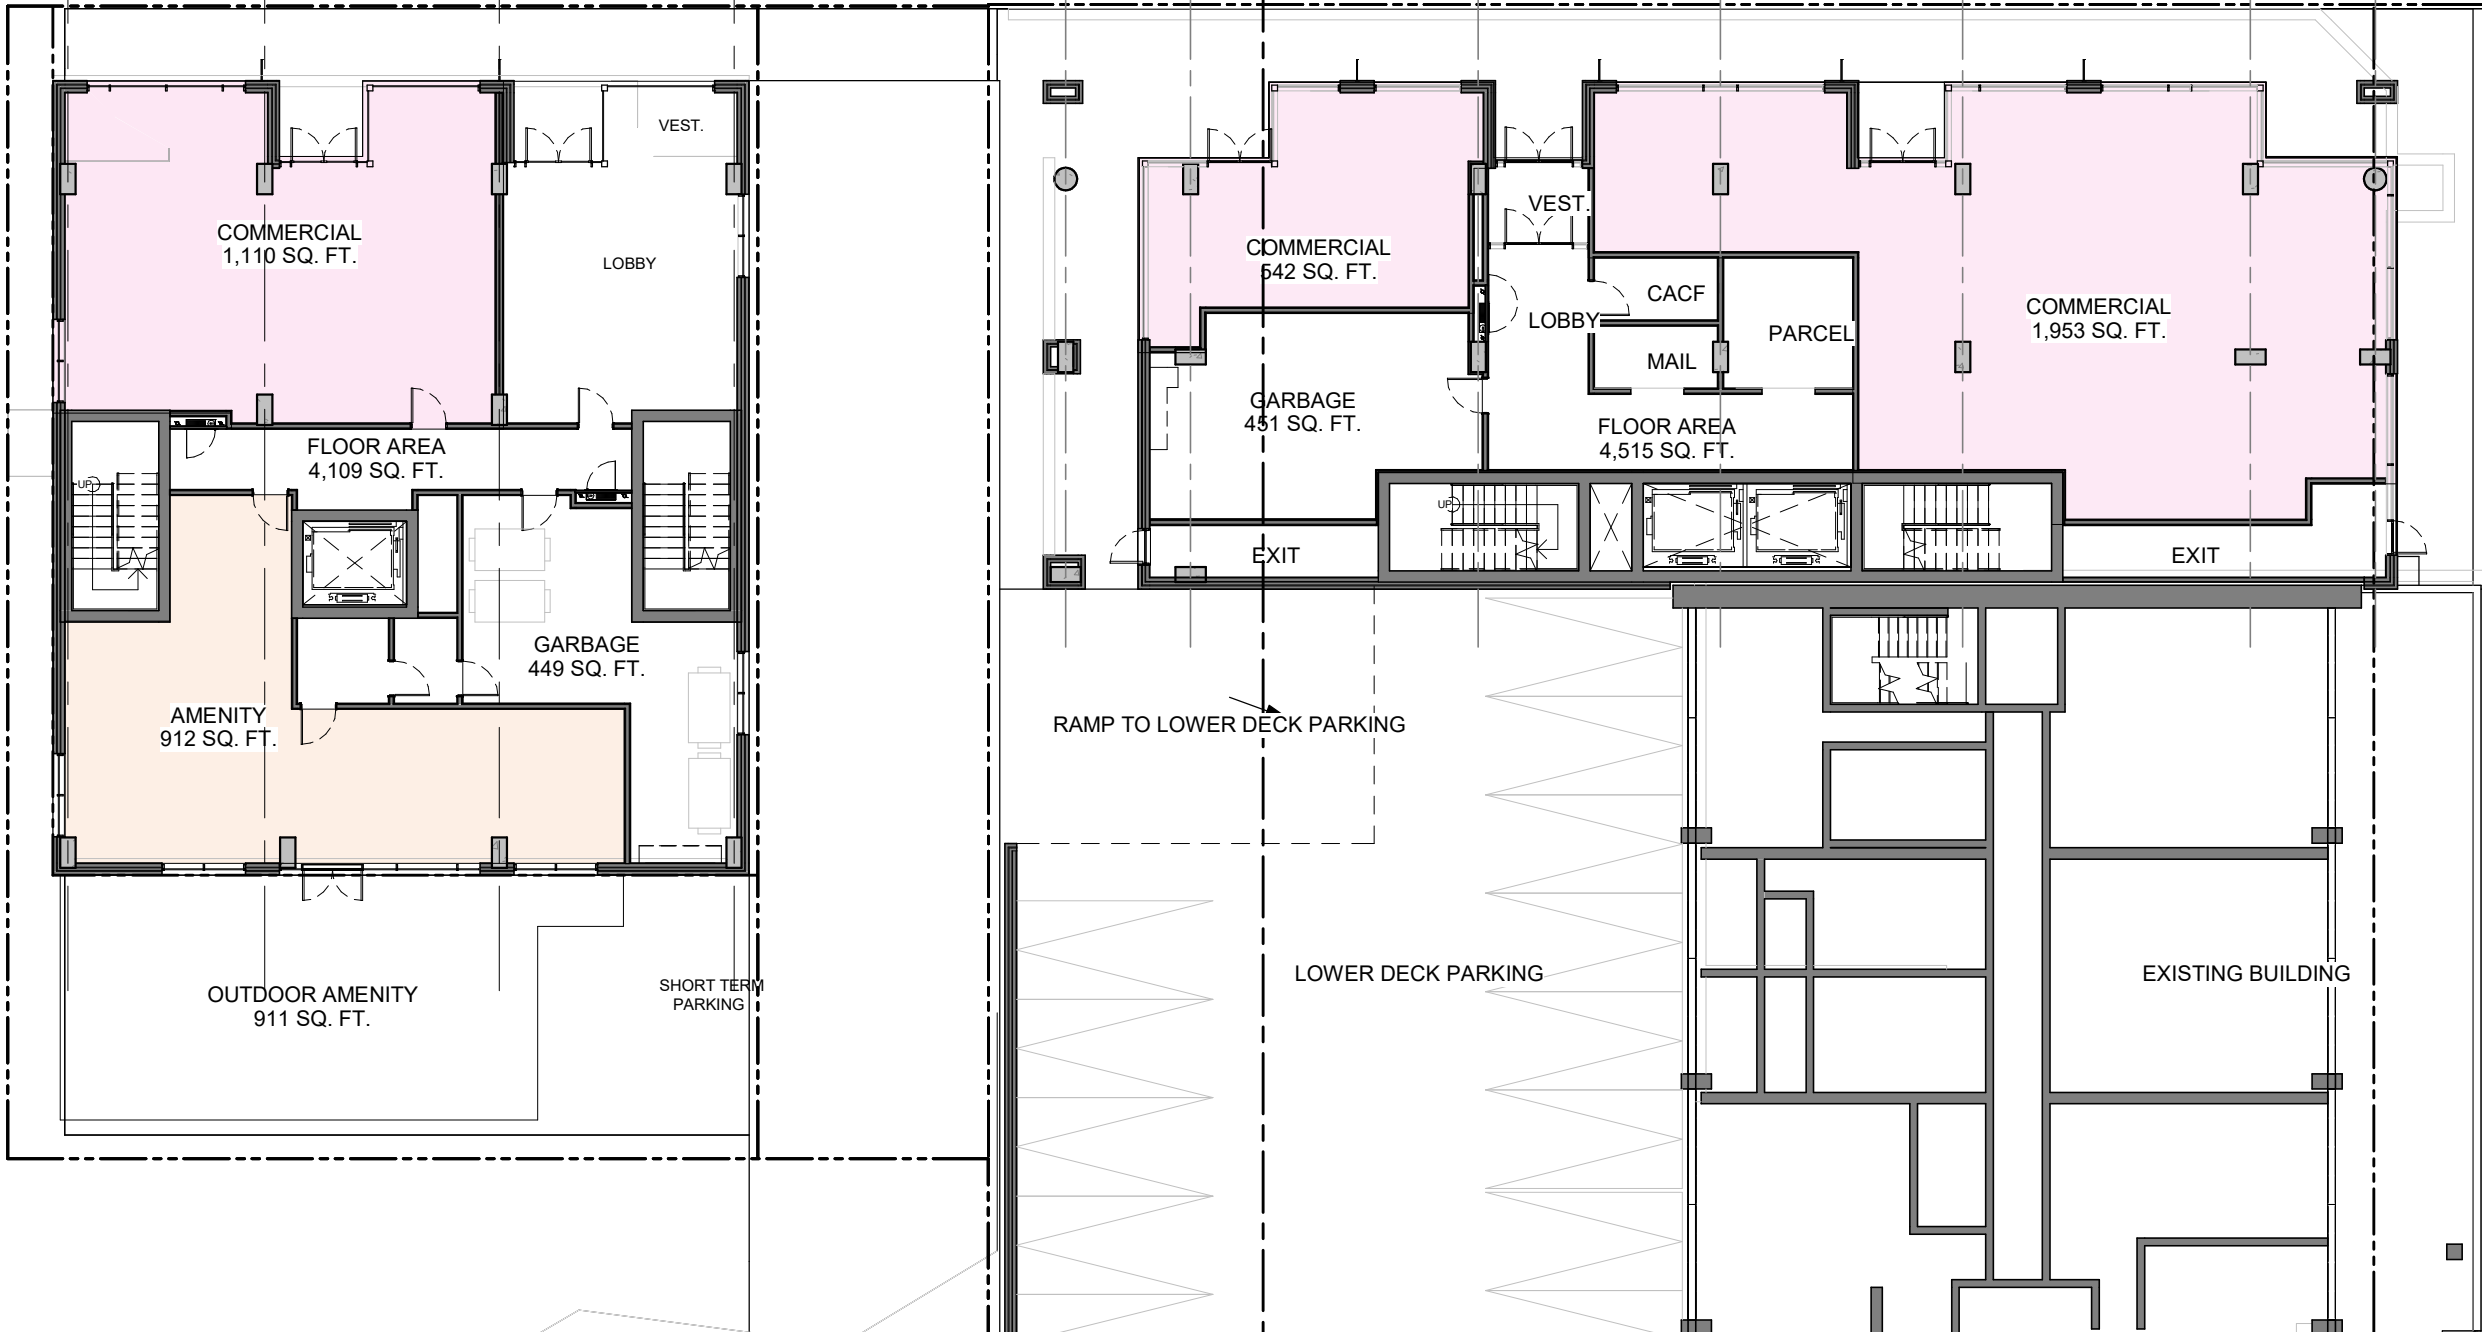 VEST.
COMMERCIAL
1,110 SQ. FT.
LOBBY
FLOOR AREA
4,109 SQ. FT.
UP
GARBAGE
449 SQ. FT.
AMENITY
912 SQ. FT.
OUTDOOR AMENITY
911 SQ. FT.
SHORT TERM
PARKING
COMMERCIAL
542 SQ. FT.
VEST.
CACF
LOBBY
MAIL
PARCEL
COMMERCIAL
1,953 SQ. FT.
GARBAGE
451 SQ. FT.
FLOOR AREA
4,515 SQ. FT.
UP
EXIT
EXIT
RAMP TO LOWER DECK PARKING
LOWER DECK PARKING
EXISTING BUILDING